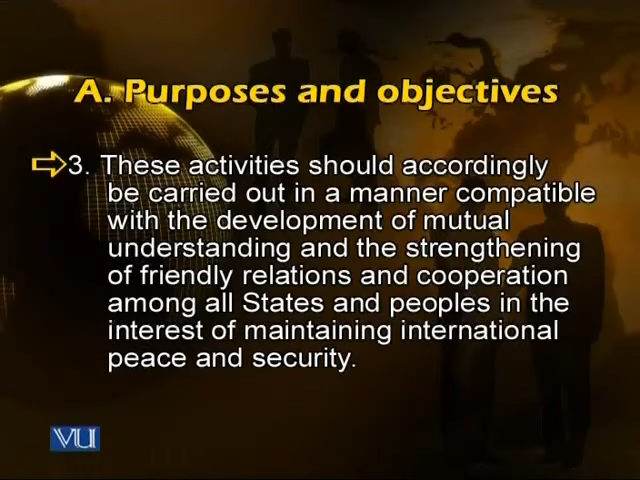 A. Purposes and objectives
3. These activities should accordingly
be carried out in a manner compatible
with the development of mutual
understanding and the strengthening
of friendly relations and cooperation
among all States and peoples in the
interest of maintaining international
peace and security.
VU